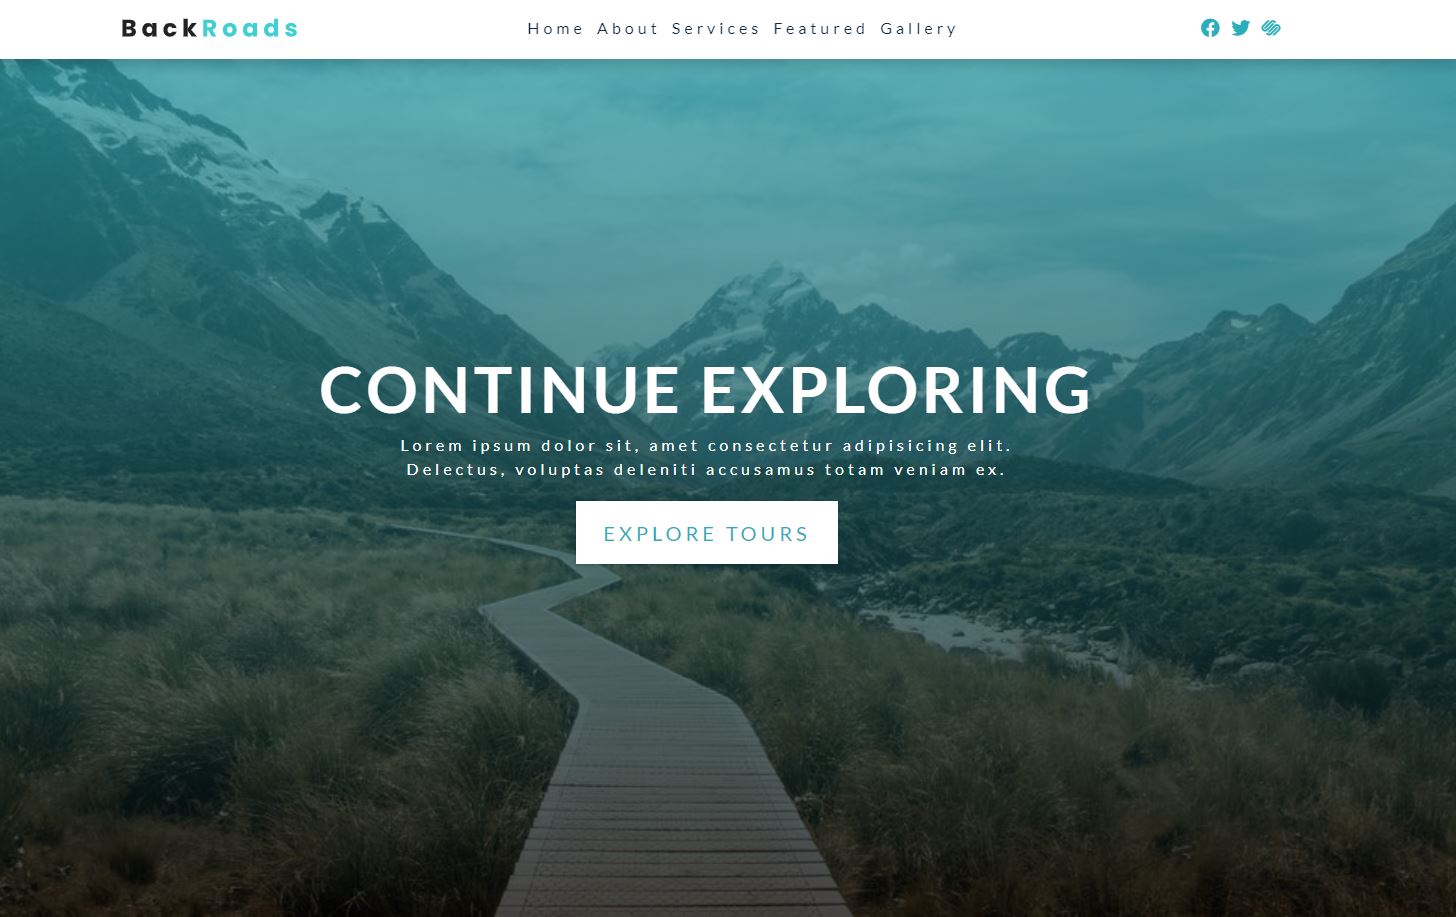 BackRoads
Home About Services Featured Gallery
CONTINUE EXPLORING
Lorem ipsum dolor sit, amet consectetur adipisicing elit.
Delectus, voluptas deleniti accusamus totam veniam ex.
EXPLORE TOURS